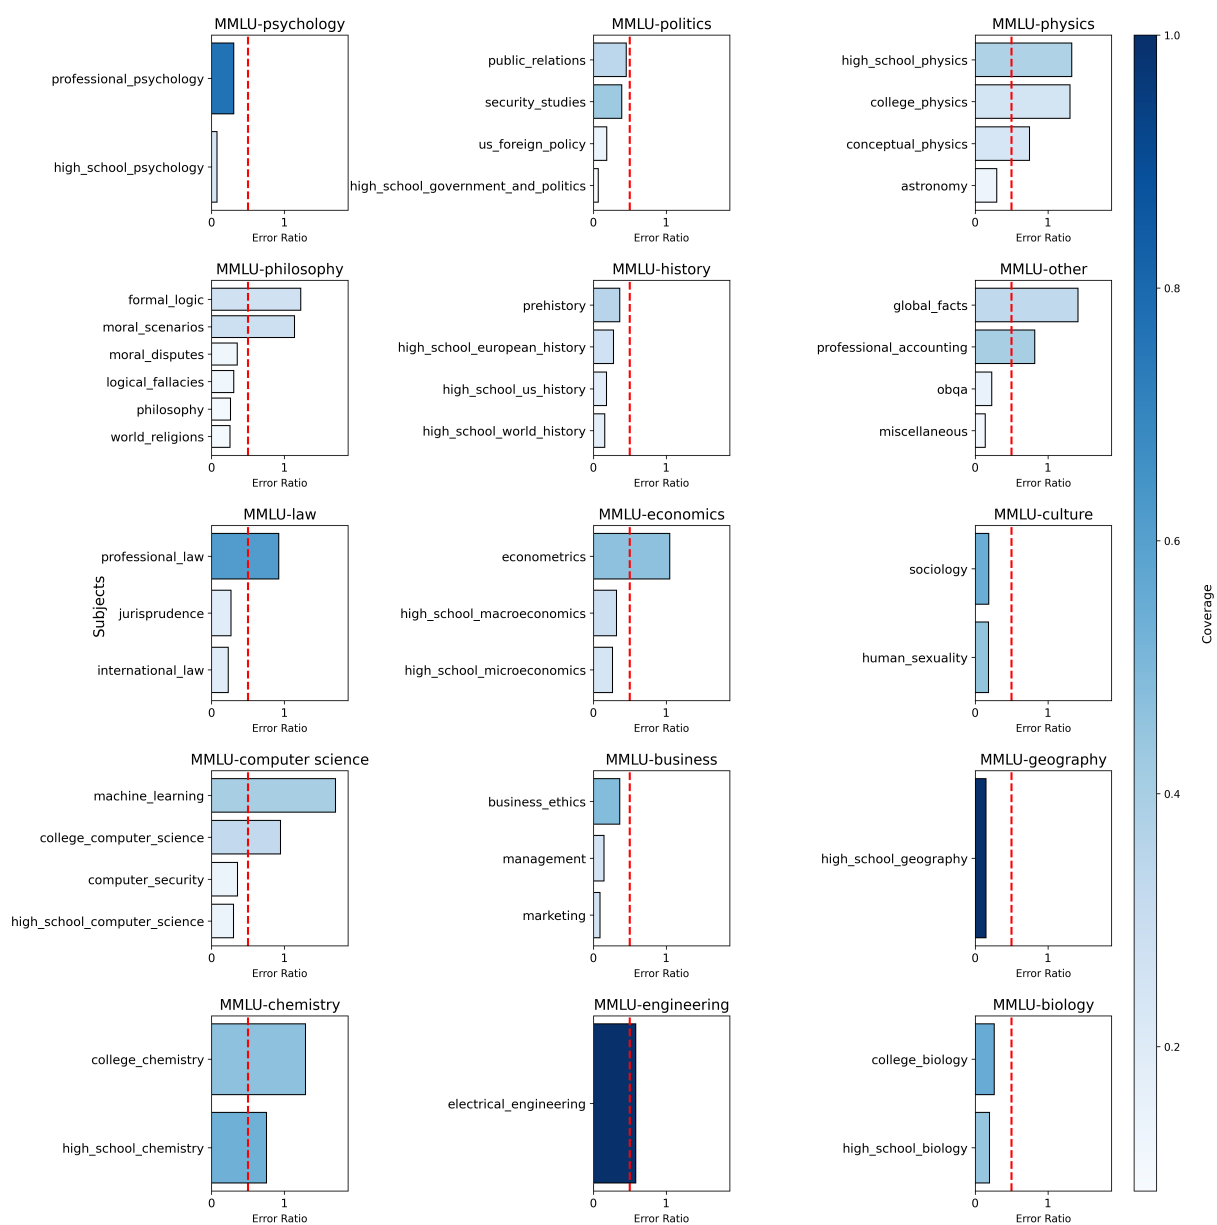 MMLU-psychology
professional_psychology
high_school_psychology
0 1
Error Ratio
MMLU-politics
public_relations
security_studies
us_foreign_policy
high_school_government_and_politics
0 1
Error Ratio
MMLU-physics
high_school_physics
college_physics
conceptual_physics
astronomy
0 1
Error Ratio
MMLU-philosophy
formal_logic
moral_scenarios
moral_disputes
logical_fallacies
philosophy
world_religions
0 1
Error Ratio
MMLU-history
prehistory
high_school_european_history
high_school_us_history
high_school_world_history
0 1
Error Ratio
MMLU-other
global_facts
professional_accounting
obqa
miscellaneous
0 1
Error Ratio
Subjects
MMLU-law
professional_law
jurisprudence
international_law
0 1
Error Ratio
MMLU-economics
econometrics
high_school_macroeconomics
high_school_microeconomics
0 1
Error Ratio
MMLU-culture
sociology
human_sexuality
0 1
Error Ratio
MMLU-computer science
machine_learning
college_computer_science
computer_security
high_school_computer_science
0 1
Error Ratio
MMLU-business
business_ethics
management
marketing
0 1
Error Ratio
MMLU-geography
high_school_geography
0 1
Error Ratio
MMLU-chemistry
college_chemistry
high_school_chemistry
0 1
Error Ratio
MMLU-engineering
electrical_engineering
0 1
Error Ratio
MMLU-biology
college_biology
high_school_biology
0 1
Error Ratio
1.0
0.8
0.6
0.4
0.2
Coverage